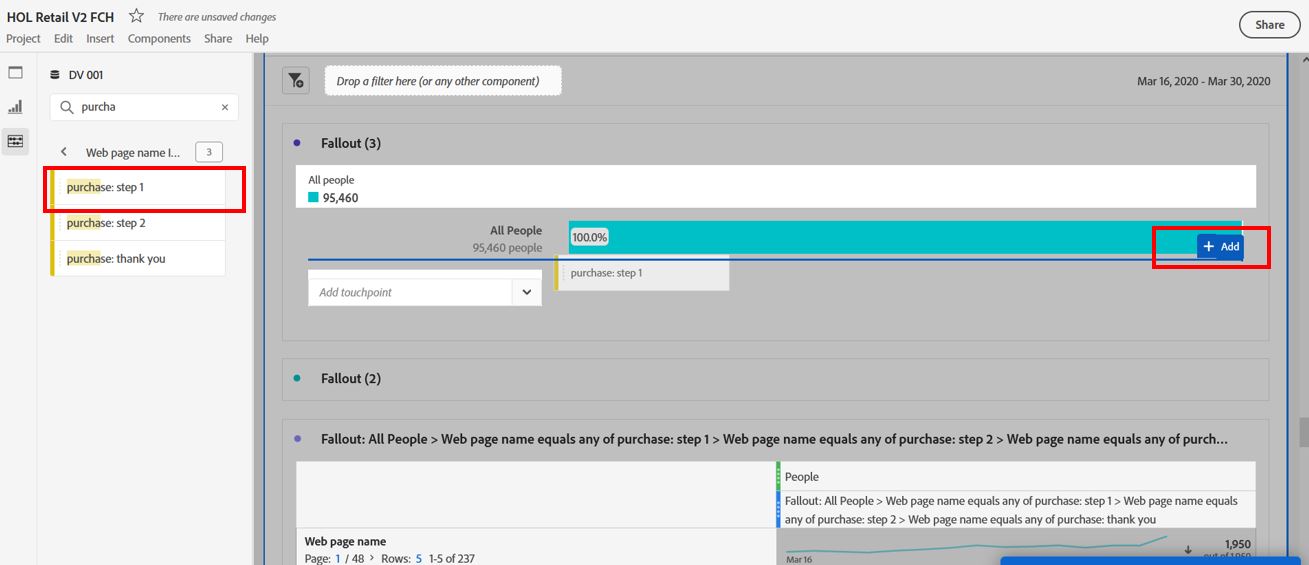 HOL Retail V2 FCH There are unsaved changes
Share
Project Edit Insert Components Share Help
DV 001
purcha
Web page name I... 3
purchase: step 1
purchase: step 2
purchase: thank you
Drop a filter here (or any other component)
Mar 16, 2020 - Mar 30, 2020
Fallout (3)
All people
95,460
All People
95,460 people
100.0%
+ Add
purchase: step 1
Add touchpoint
Fallout (2)
Fallout: All People > Web page name equals any of purchase: step 1 > Web page name equals any of purchase: step 2 > Web page name equals any of purch...
People
Fallout: All People > Web page name equals any of purchase: step 1 > Web page name equals
any of purchase: step 2 > Web page name equals any of purchase: thank you
Web page name
Page: 1 / 48 > Rows: 5 1-5 of 237
Mar 16
1,950
out of 1,950